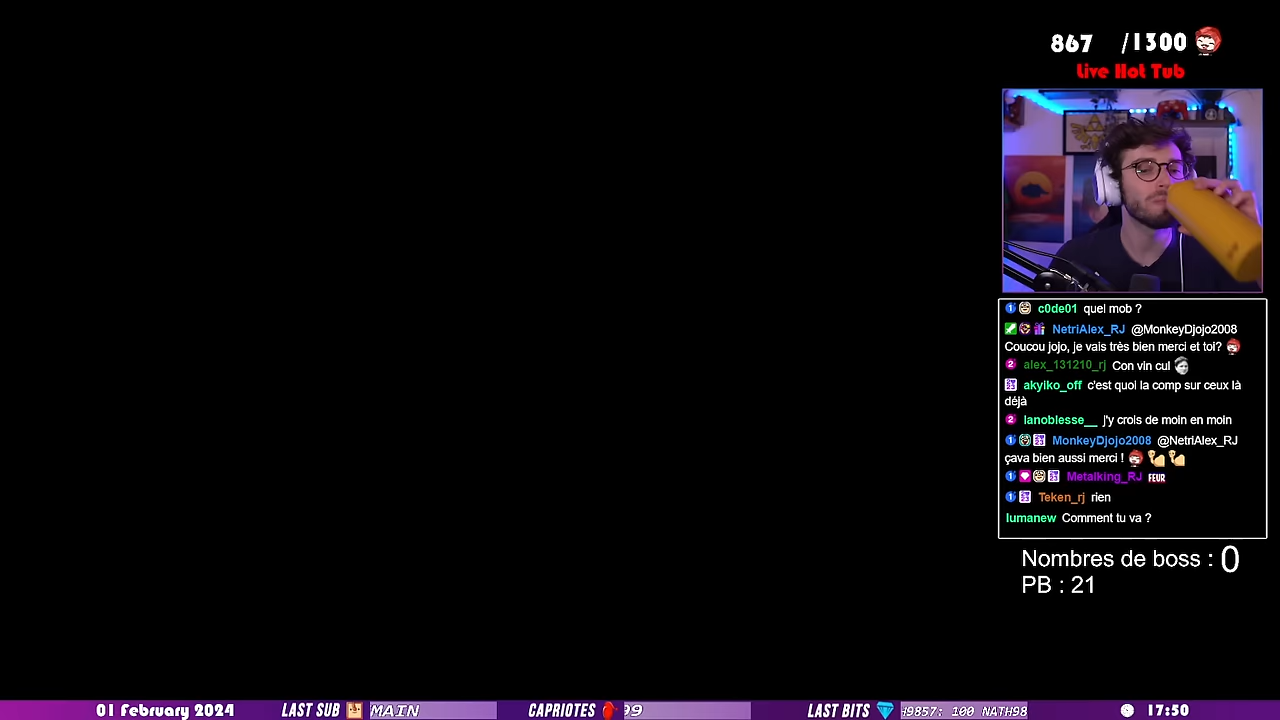 867 /1300
Live Hot Tub
c0de01 quel mob ?
NetriAlex_RJ @MonkeyDjojo2008
Coucou jojo, je vais très bien merci et toi?
alex_131210_rj Con vin cul
akyiko_off c'est quoi la comp sur ceux là
déjà
lanoblesse__ j'y crois de moin en moin
MonkeyDjojo2008 @NetriAlex_RJ
çava bien aussi merci !
Metalking_RJ FEUR
Teken_rj rien
lumanew Comment tu va ?
Nombres de boss : 0
PB : 21
01 February 2024 LAST SUB MAIN CAPRIOTES 99 LAST BITS 49857: 100 NATH98 17:50